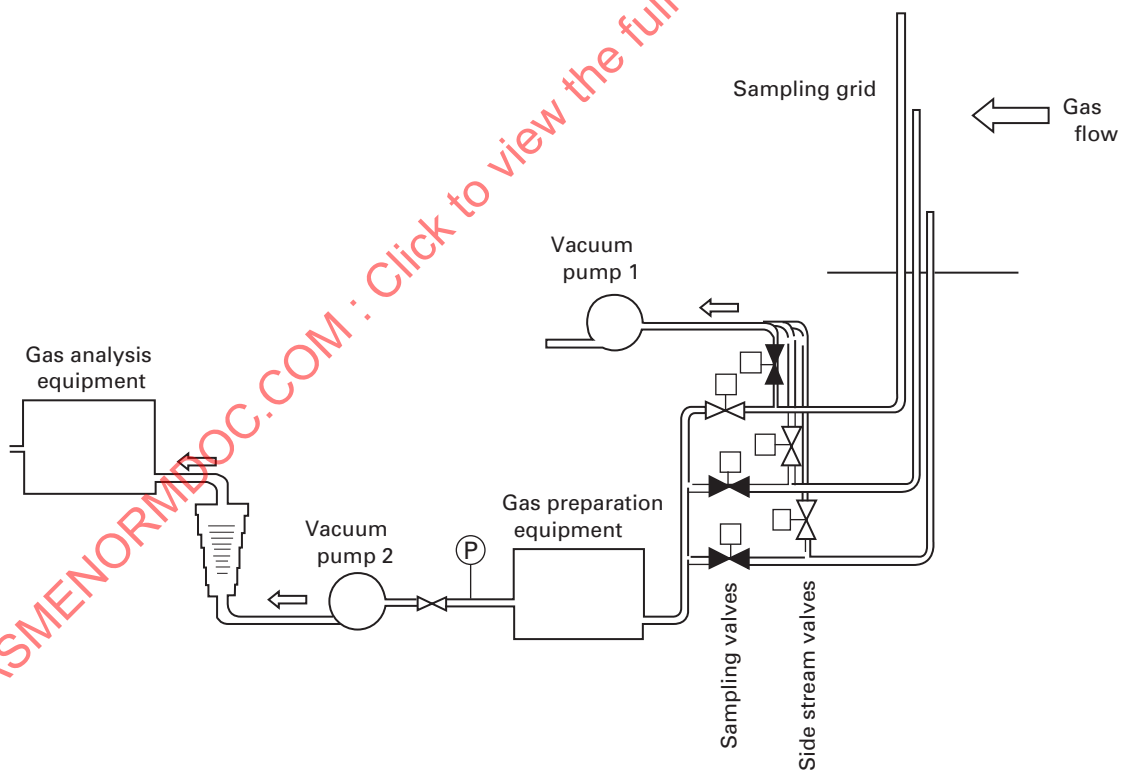 Sampling grid
Gas
flow
Vacuum
pump 1
Gas analysis
equipment
Gas preparation
equipment
Vacuum
pump 2
P
Sampling valves
Side stream valves
ASMENORMDOC.COM : Click to view the full